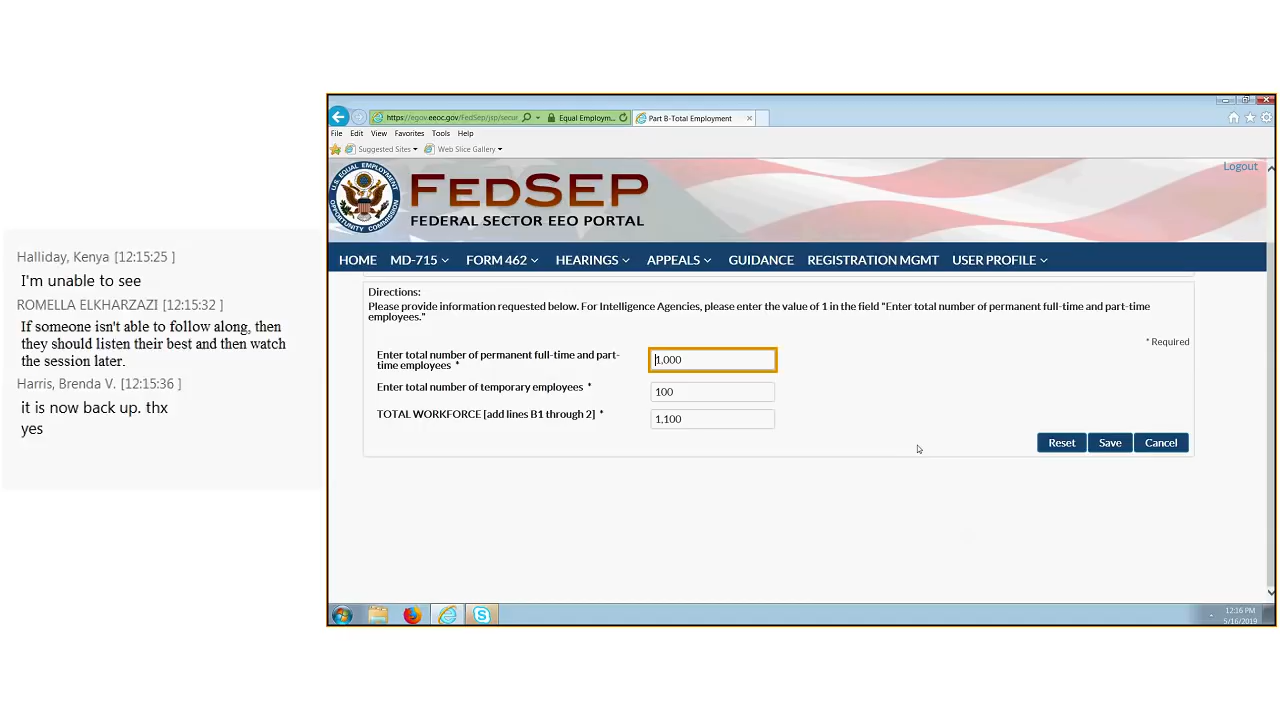 Halliday, Kenya [12:15:25 ]
I'm unable to see
ROMELLA ELKHARZAZI [12:15:32 ]
If someone isn't able to follow along, then
they should listen their best and then watch
the session later.
Harris, Brenda V. [12:15:36 ]
it is now back up. thx
yes
https://egov.eeoc.gov/FedSep/jsp/secur
Equal Employm...
Part B-Total Employment
File Edit View Favorites Tools Help
Suggested Sites
Web Slice Gallery
Logout
U.S. EQUAL EMPLOYMENT OPPORTUNITY COMMISSION
FEDSEP
FEDERAL SECTOR EEO PORTAL
HOME MD-715 FORM 462 HEARINGS APPEALS GUIDANCE REGISTRATION MGMT USER PROFILE
Directions:
Please provide information requested below. For Intelligence Agencies, please enter the value of 1 in the field "Enter total number of permanent full-time and part-time
employees."
* Required
Enter total number of permanent full-time and part-
time employees *
1,000
Enter total number of temporary employees *
100
TOTAL WORKFORCE [add lines B1 through 2] *
1,100
Reset Save Cancel
12:16 PM
5/16/2019